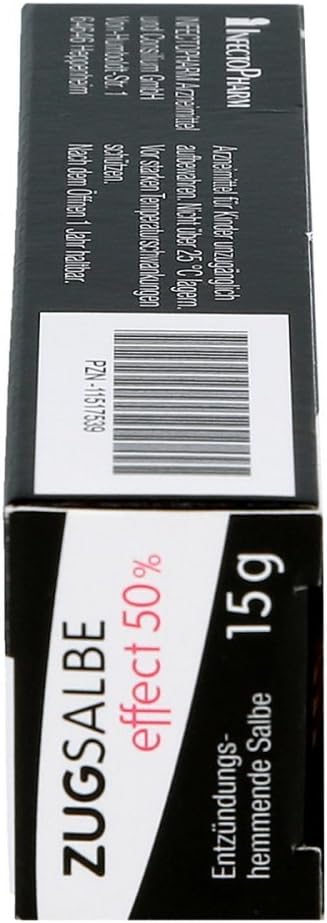 INFECTOPHARM
INFECTOPHARM Arzneimittel
und Consilium GmbH
Von-Humboldt-Str. 1
64646 Heppenheim
Arzneimittel für Kinder unzugänglich
aufbewahren. Nicht über 25 °C lagern.
Vor starken Temperaturschwankungen
schützen.
Nach dem Öffnen 1 Jahr haltbar.
PZN -11517539
ZUGSALBE
effect 50%
15 g
Entzündungs-
hemmende Salbe